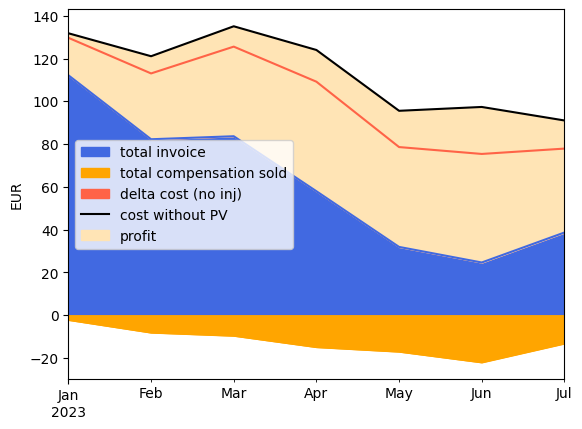 140
120
100
80
60
40
20
0
−20
EUR
total invoice
total compensation sold
delta cost (no inj)
cost without PV
profit
Jan Feb Mar Apr May Jun Jul
2023